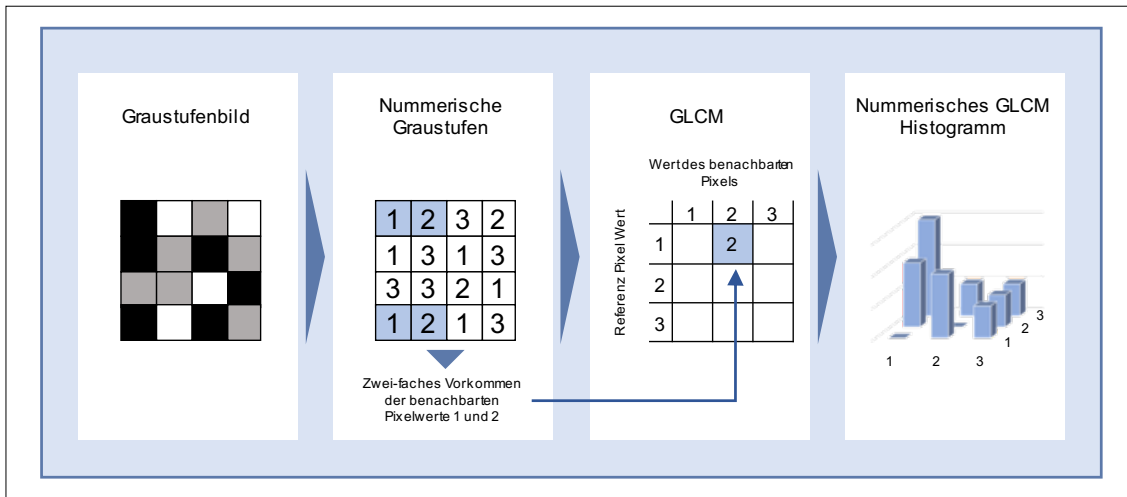 Graustufenbild
Nummerische
Graustufen
1 2 3 2
1 3 1 3
3 3 2 1
1 2 1 3
Zwei-faches Vorkommen
der benachbarten
Pixelwerte 1 und 2
GLCM
Wert des benachbarten
Pixels
Referenz Pixel Wert
1 2 3
1 2
2
3
Nummerisches GLCM
Histogramm
1 2 3
1
2
3